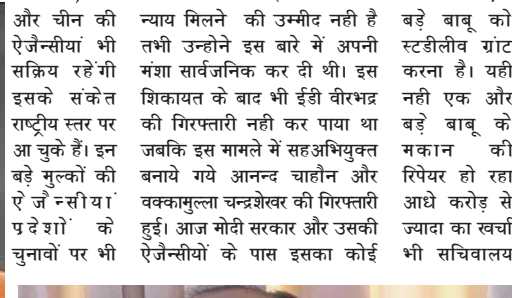 और चीन की
ऐजैन्सीयां भी
सक्रिय रहेंगी
इसके संकेत
राष्ट्रीय स्तर पर
आ चुके हैं। इन
बड़े मुल्कों की
ऐजैन्सीयां
प्रदेशों के
चुनावों पर भी
न्याय मिलने की उम्मीद नही है
तभी उन्होने इस बारे में अपनी
मंशा सार्वजनिक कर दी थी। इस
शिकायत के बाद भी ईडी वीरभद्र
की गिरफ्तारी नही कर पाया था
जबकि इस मामले में सहअभियुक्त
बनाये गये आनन्द चाहौन और
वक्कामुल्ला चन्द्रशेखर की गिरफ्तारी
हुई। आज मोदी सरकार और उसकी
ऐजैन्सीयों के पास इसका कोई
बड़े बाबू को
स्टडीलीव ग्रांट
करना है। यही
नही एक और
बड़े बाबू के
मकान की
रिपेयर हो रहा
आधे करोड़ से
ज्यादा का खर्चा
भी सचिवालय